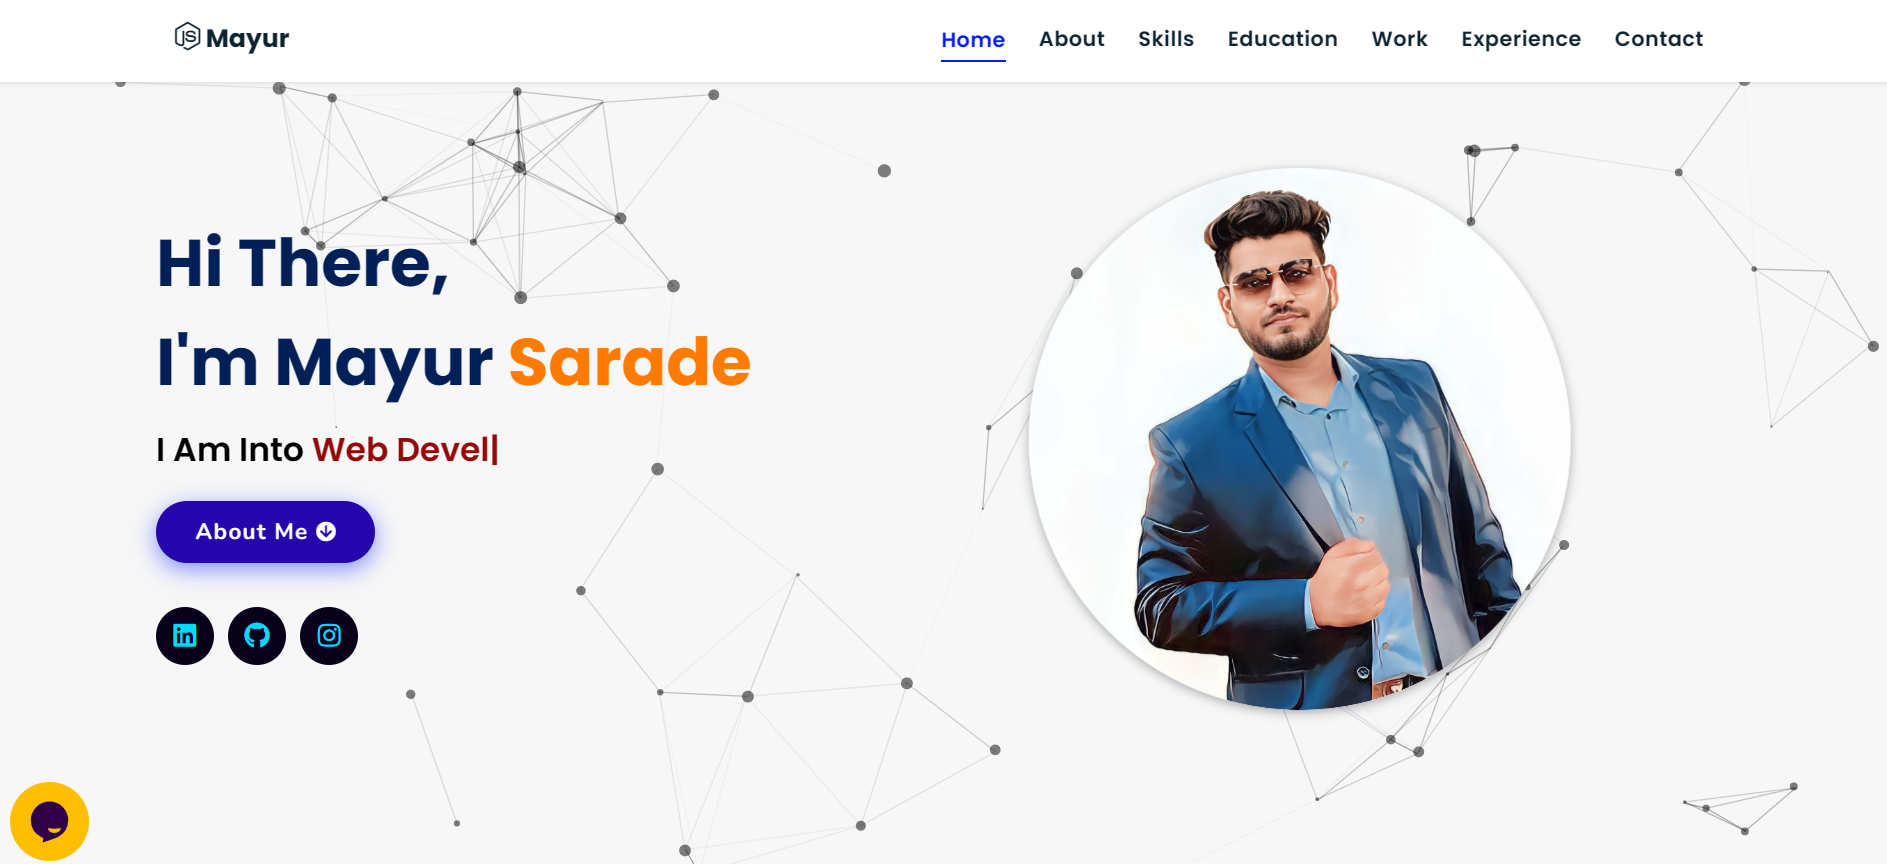 Mayur
Home About Skills Education Work Experience Contact
Hi There,
I'm Mayur Sarade
I Am Into Web Devel|
About Me